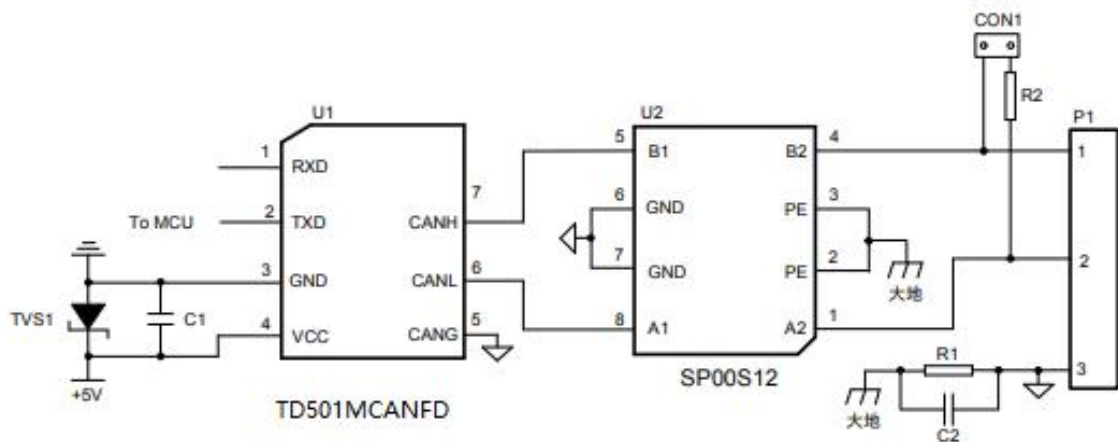 CON1
R2
U1
U2
P1
1
RXD
5
B1
B2
4
1
7
6
GND
PE
3
To MCU
2
TXD
CANH
3
GND
CANL
6
7
GND
PE
2
大地
2
TVS1
C1
4
VCC
CANG
5
8
A1
A2
1
+5V
SP00S12
R1
3
TD501MCANFD
大地
C2